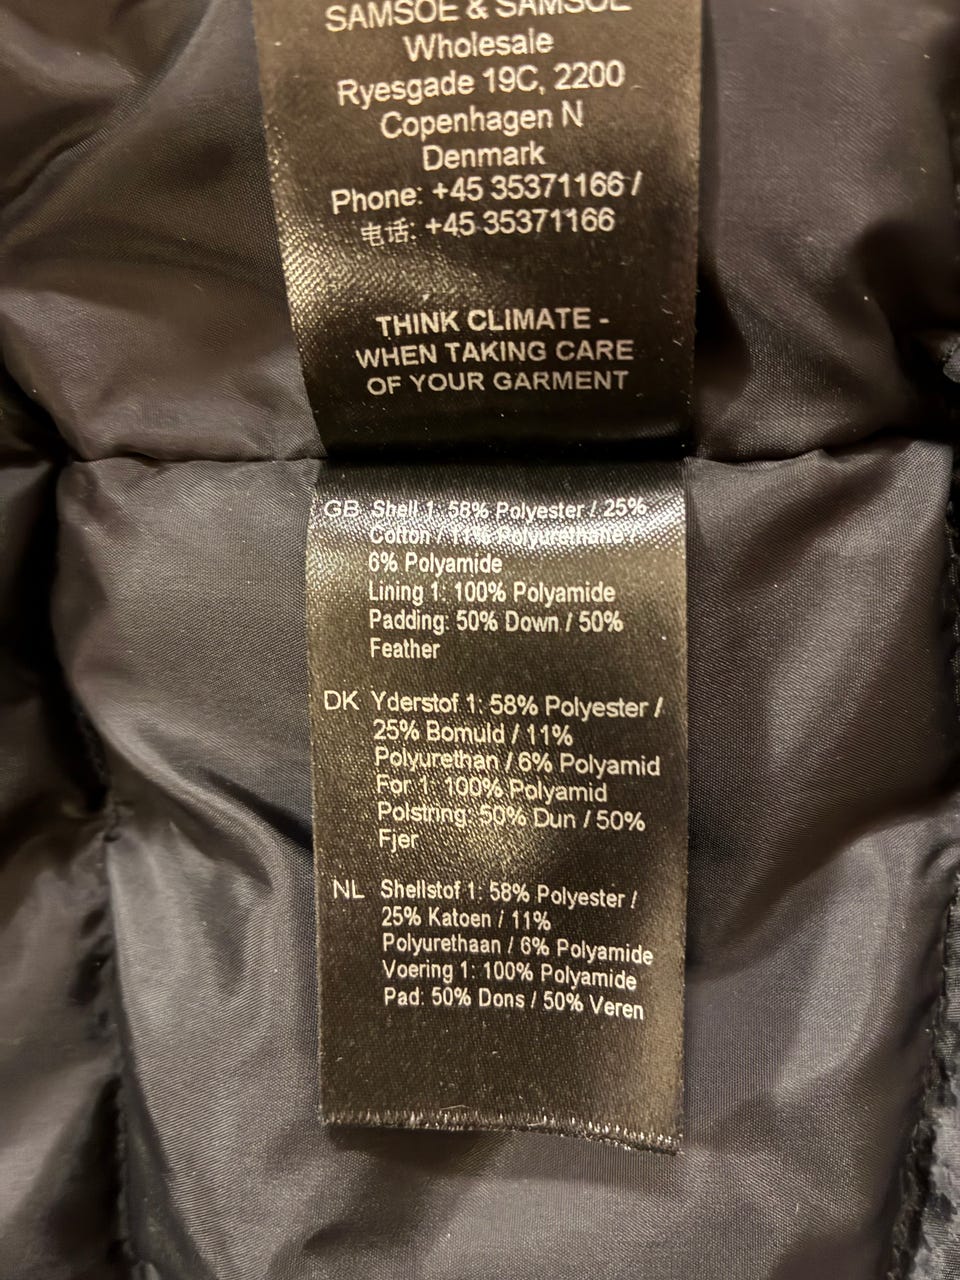 SAMSØE & SAMSØE
Wholesale
Ryesgade 19C, 2200
Copenhagen N
Denmark
Phone: +45 35371166 /
电话: +45 35371166
THINK CLIMATE -
WHEN TAKING CARE
OF YOUR GARMENT
GB Shell 1: 58% Polyester / 25%
Cotton / 11% Polyurethane /
6% Polyamide
Lining 1: 100% Polyamide
Padding: 50% Down / 50%
Feather
DK Yderstof 1: 58% Polyester /
25% Bomuld / 11%
Polyurethan / 6% Polyamid
For 1: 100% Polyamid
Polstring: 50% Dun / 50%
Fjer
NL Shellstof 1: 58% Polyester /
25% Katoen / 11%
Polyurethaan / 6% Polyamide
Voering 1: 100% Polyamide
Pad: 50% Dons / 50% Veren